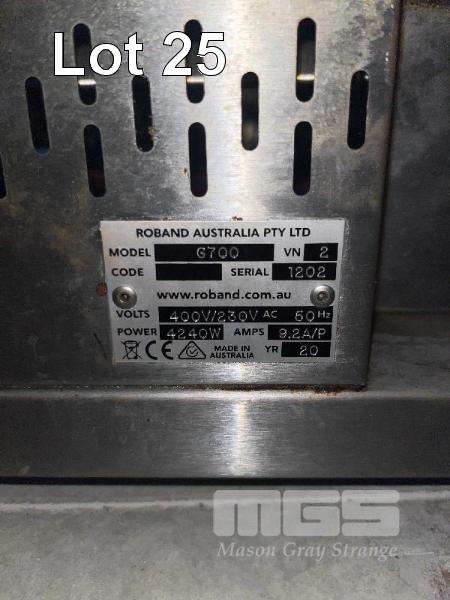 Lot 25
ROBAND AUSTRALIA PTY LTD
MODEL G700 VN 2
CODE SERIAL 1202
www.roband.com.au
VOLTS 400V/230V AC 50 Hz
POWER 4240W AMPS 9.2A/P
CE MADE IN AUSTRALIA YR 20
MGS
Mason Gray Strange